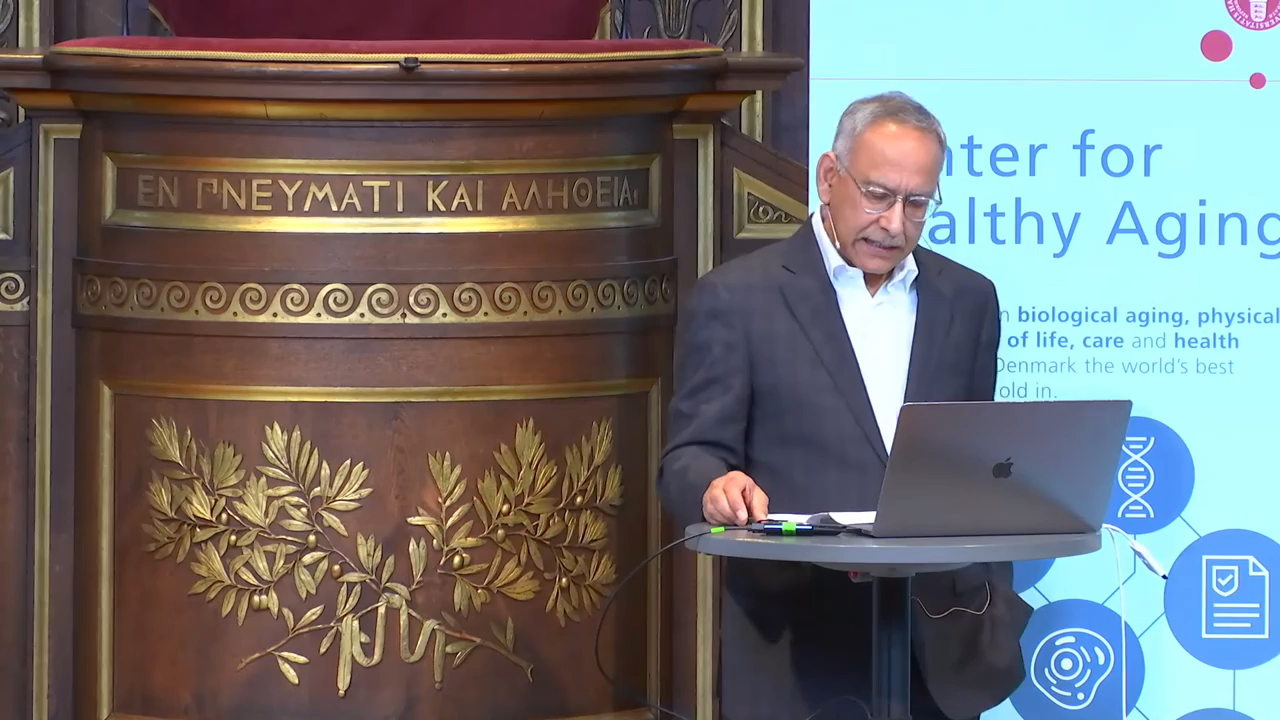 ΕΝ ΠΝΕΥΜΑΤΙ ΚΑΙ ΑΛΗΘΕΙΑι
nter for
althy Aging
n biological aging, physical
of life, care and health
Denmark the world's best
old in.